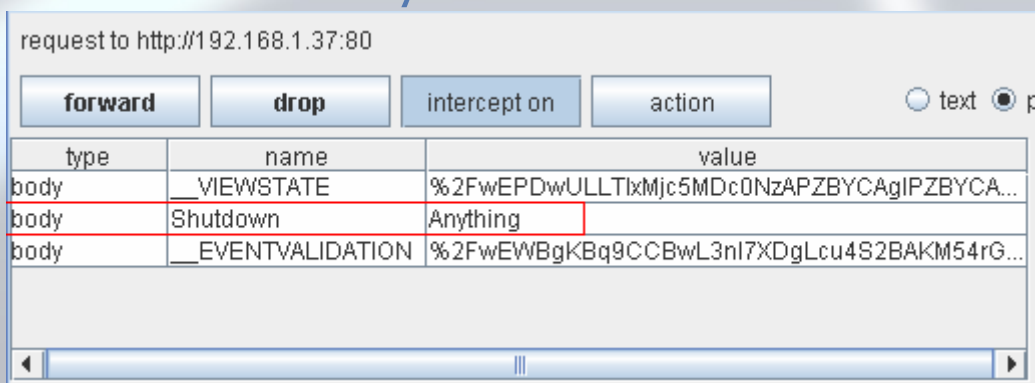 request to http://192.168.1.37:80
forward drop intercept on action text
type name value
body __VIEWSTATE %2FwEPDwULLTIxMjc5MDc0NzAPZBYCAgIPZBYCA...
body Shutdown Anything
body __EVENTVALIDATION %2FwEWBgKBq9CCBwL3nI7XDgLcu4S2BAKM54rG...